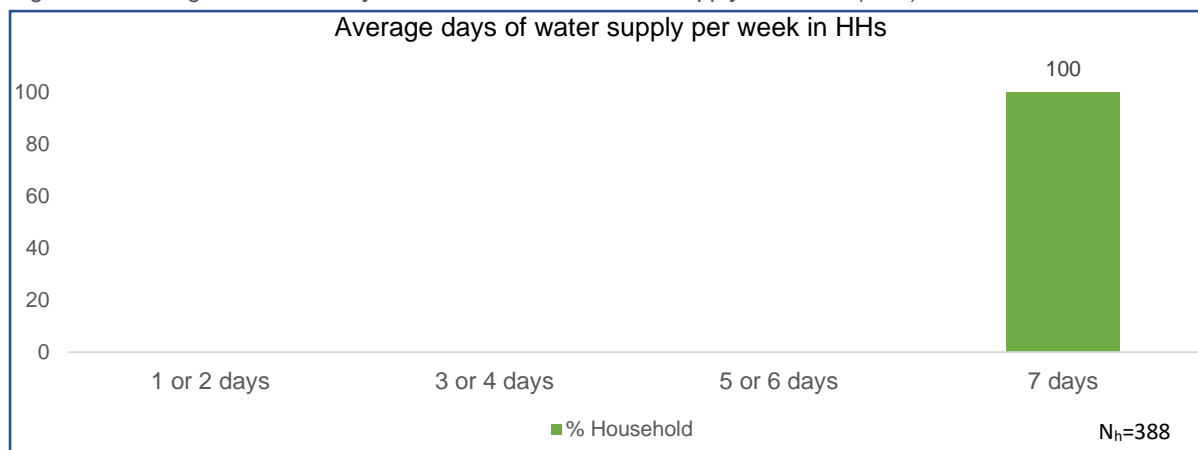 Average days of water supply per week in HHs
100
100
80
60
40
20
0
1 or 2 days
3 or 4 days
5 or 6 days
7 days
% Household
Nh=388